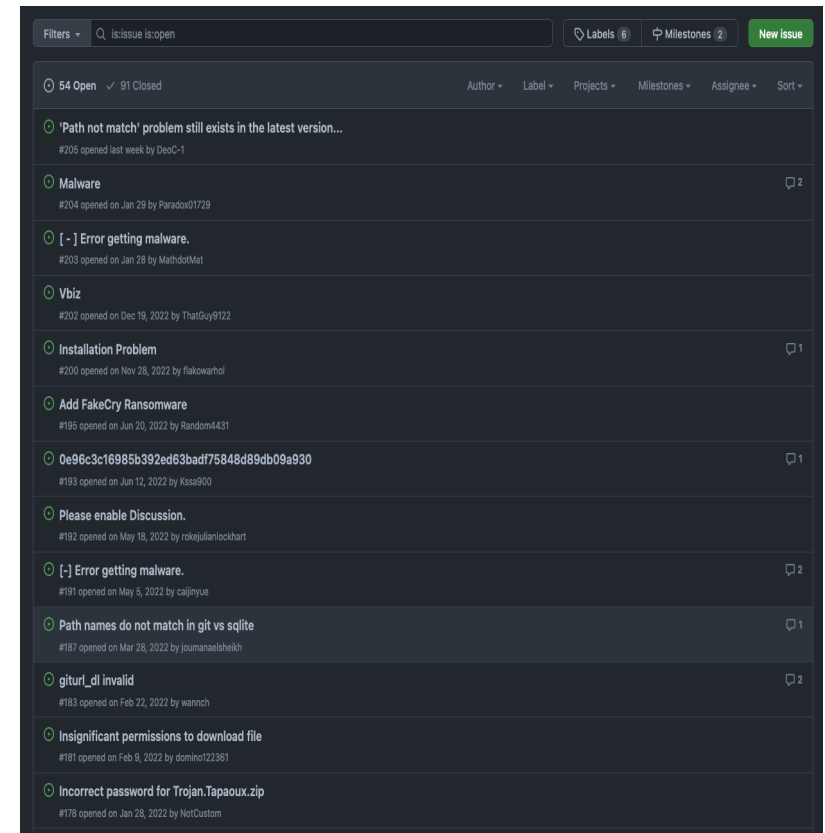 Filters
is:issue is:open
Labels 6
Milestones 2
New issue
54 Open
91 Closed
Author
Label
Projects
Milestones
Assignee
Sort
'Path not match' problem still exists in the latest version...
#205 opened last week by DeoC-1
Malware
2
#204 opened on Jan 29 by Paradox01729
[ - ] Error getting malware.
#203 opened on Jan 28 by MathdotMat
Vbiz
#202 opened on Dec 19, 2022 by ThatGuy9122
Installation Problem
1
#200 opened on Nov 28, 2022 by flakowarhol
Add FakeCry Ransomware
#195 opened on Jun 20, 2022 by Random4431
0e96c3c16985b392ed63badf75848d89db09a930
1
#193 opened on Jun 12, 2022 by Kssa900
Please enable Discussion.
#192 opened on May 18, 2022 by rokejulianlockhart
[-] Error getting malware.
2
#191 opened on May 5, 2022 by caijinyue
Path names do not match in git vs sqlite
1
#187 opened on Mar 28, 2022 by joumanaelsheikh
giturl_dl invalid
2
#183 opened on Feb 22, 2022 by wannch
Insignificant permissions to download file
#181 opened on Feb 9, 2022 by domino122361
Incorrect password for Trojan.Tapaoux.zip
#178 opened on Jan 28, 2022 by NotCustom